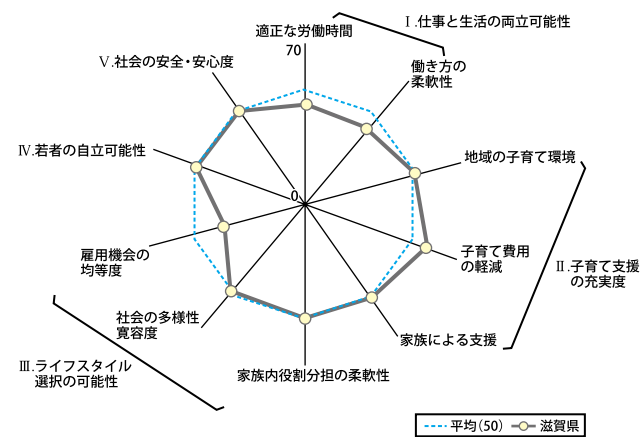 適正な労働時間
70
Ⅰ.仕事と生活の両立可能性
働き方の
柔軟性
Ⅴ.社会の安全・安心度
Ⅳ.若者の自立可能性
地域の子育て環境
0
子育て費用
の軽減
Ⅱ.子育て支援
の充実度
雇用機会の
均等度
社会の多様性
寛容度
家族による支援
Ⅲ.ライフスタイル
選択の可能性
家族内役割分担の柔軟性
平均(50)
滋賀県